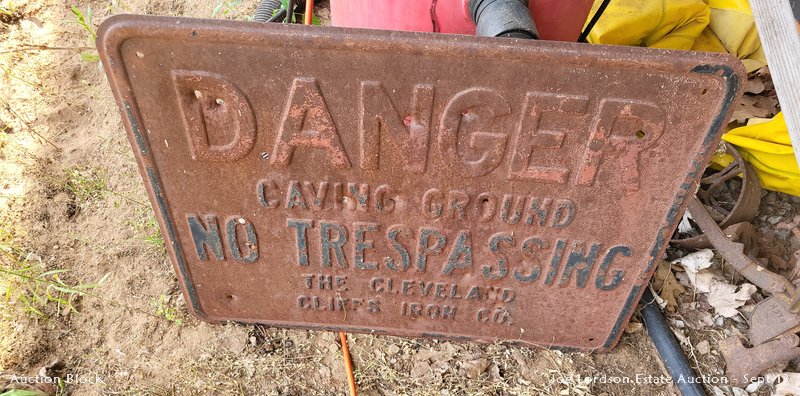 DANGER
CAVING GROUND
NO TRESPASSING
THE CLEVELAND
CLIFFS IRON CO.
Auction Block
Joe Lordson Estate Auction - Sept 13